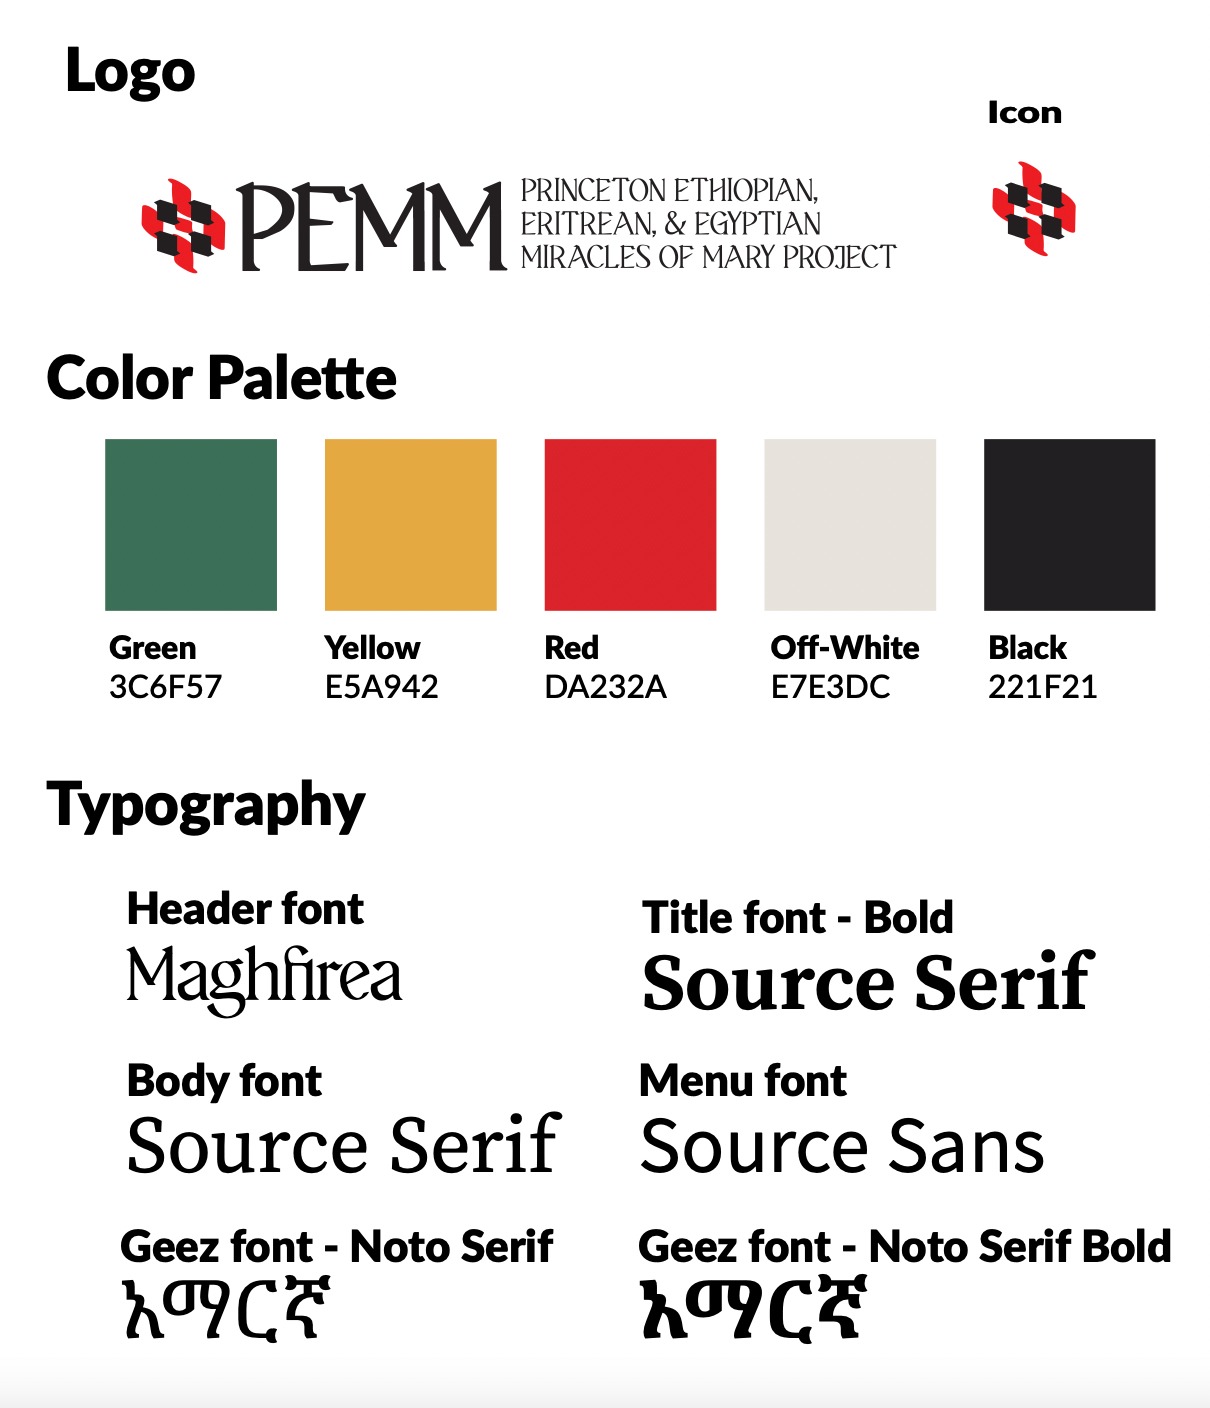 Logo
Icon
PEMM
PRINCETON ETHIOPIAN,
ERITREAN, & EGYPTIAN
MIRACLES OF MARY PROJECT
Color Palette
Green
3C6F57
Yellow
E5A942
Red
DA232A
Off-White
E7E3DC
Black
221F21
Typography
Header font
Maghfirea
Title font - Bold
Source Serif
Body font
Source Serif
Menu font
Source Sans
Geez font - Noto Serif
አማርኛ
Geez font - Noto Serif Bold
አማርኛ